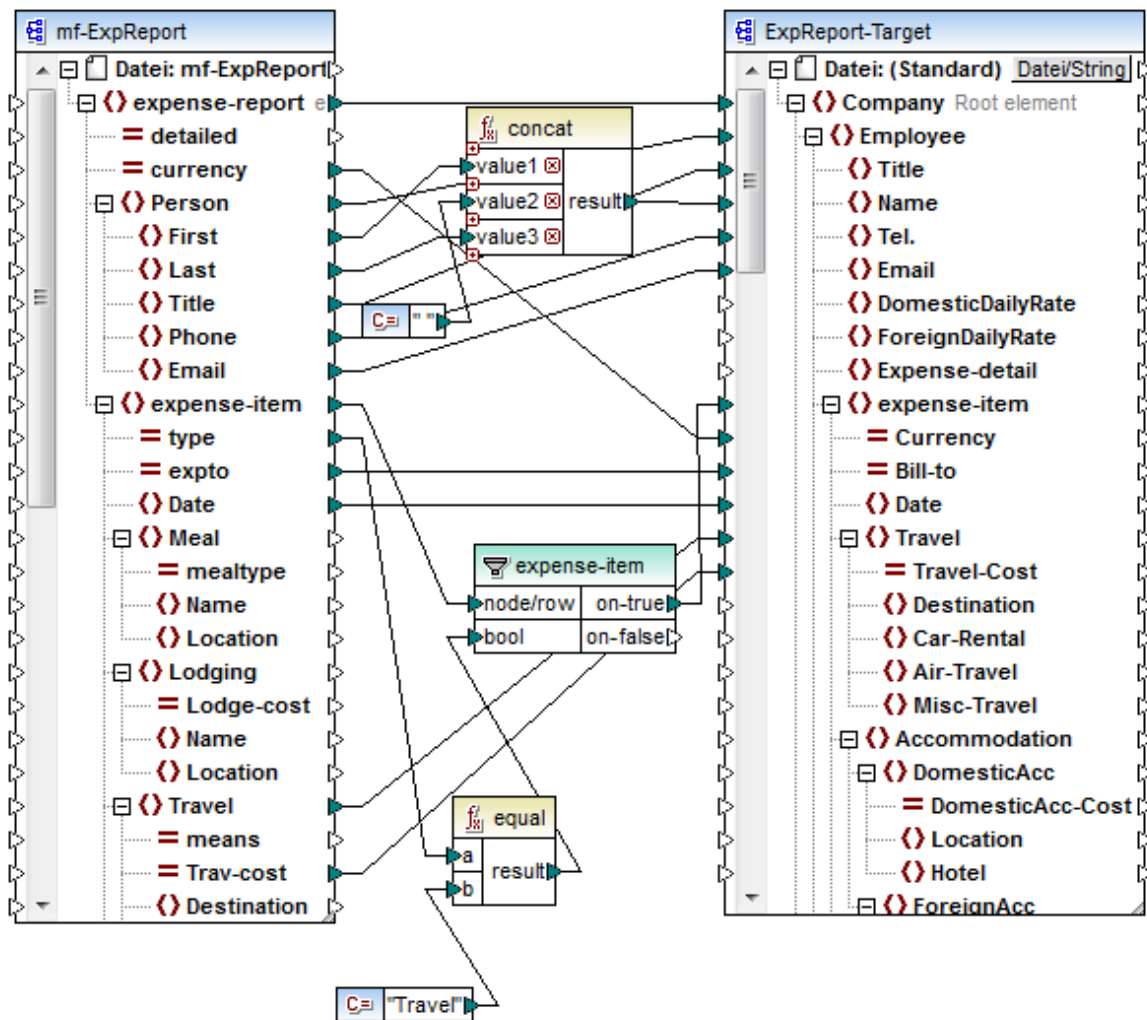 mf-ExpReport
Datei: mf-ExpReport
expense-report e
detailed
currency
Person
First
Last
Title
Phone
Email
expense-item
type
expto
Date
Meal
mealtype
Name
Location
Lodging
Lodge-cost
Name
Location
Travel
means
Trav-cost
Destination
concat
value1
value2 result
value3
C= " "
expense-item
node/row on-true
bool on-false
equal
a
result
b
C= "Travel"
ExpReport-Target
Datei: (Standard) Datei/String
Company Root element
Employee
Title
Name
Tel.
Email
DomesticDailyRate
ForeignDailyRate
Expense-detail
expense-item
Currency
Bill-to
Date
Travel
Travel-Cost
Destination
Car-Rental
Air-Travel
Misc-Travel
Accommodation
DomesticAcc
DomesticAcc-Cost
Location
Hotel
ForeignAcc